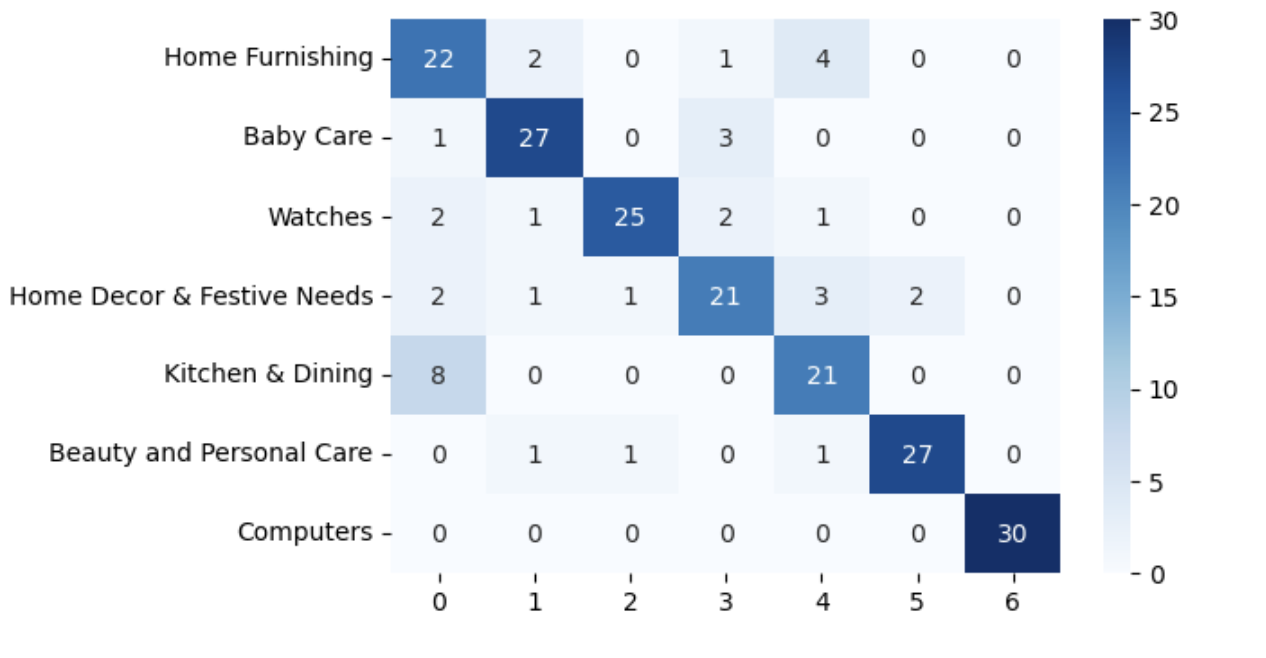 Home Furnishing 22 2 0 1 4 0 0
Baby Care 1 27 0 3 0 0 0
Watches 2 1 25 2 1 0 0
Home Decor & Festive Needs 2 1 1 21 3 2 0
Kitchen & Dining 8 0 0 0 21 0 0
Beauty and Personal Care 0 1 1 0 1 27 0
Computers 0 0 0 0 0 0 30
0 1 2 3 4 5 6
30
25
20
15
10
5
0